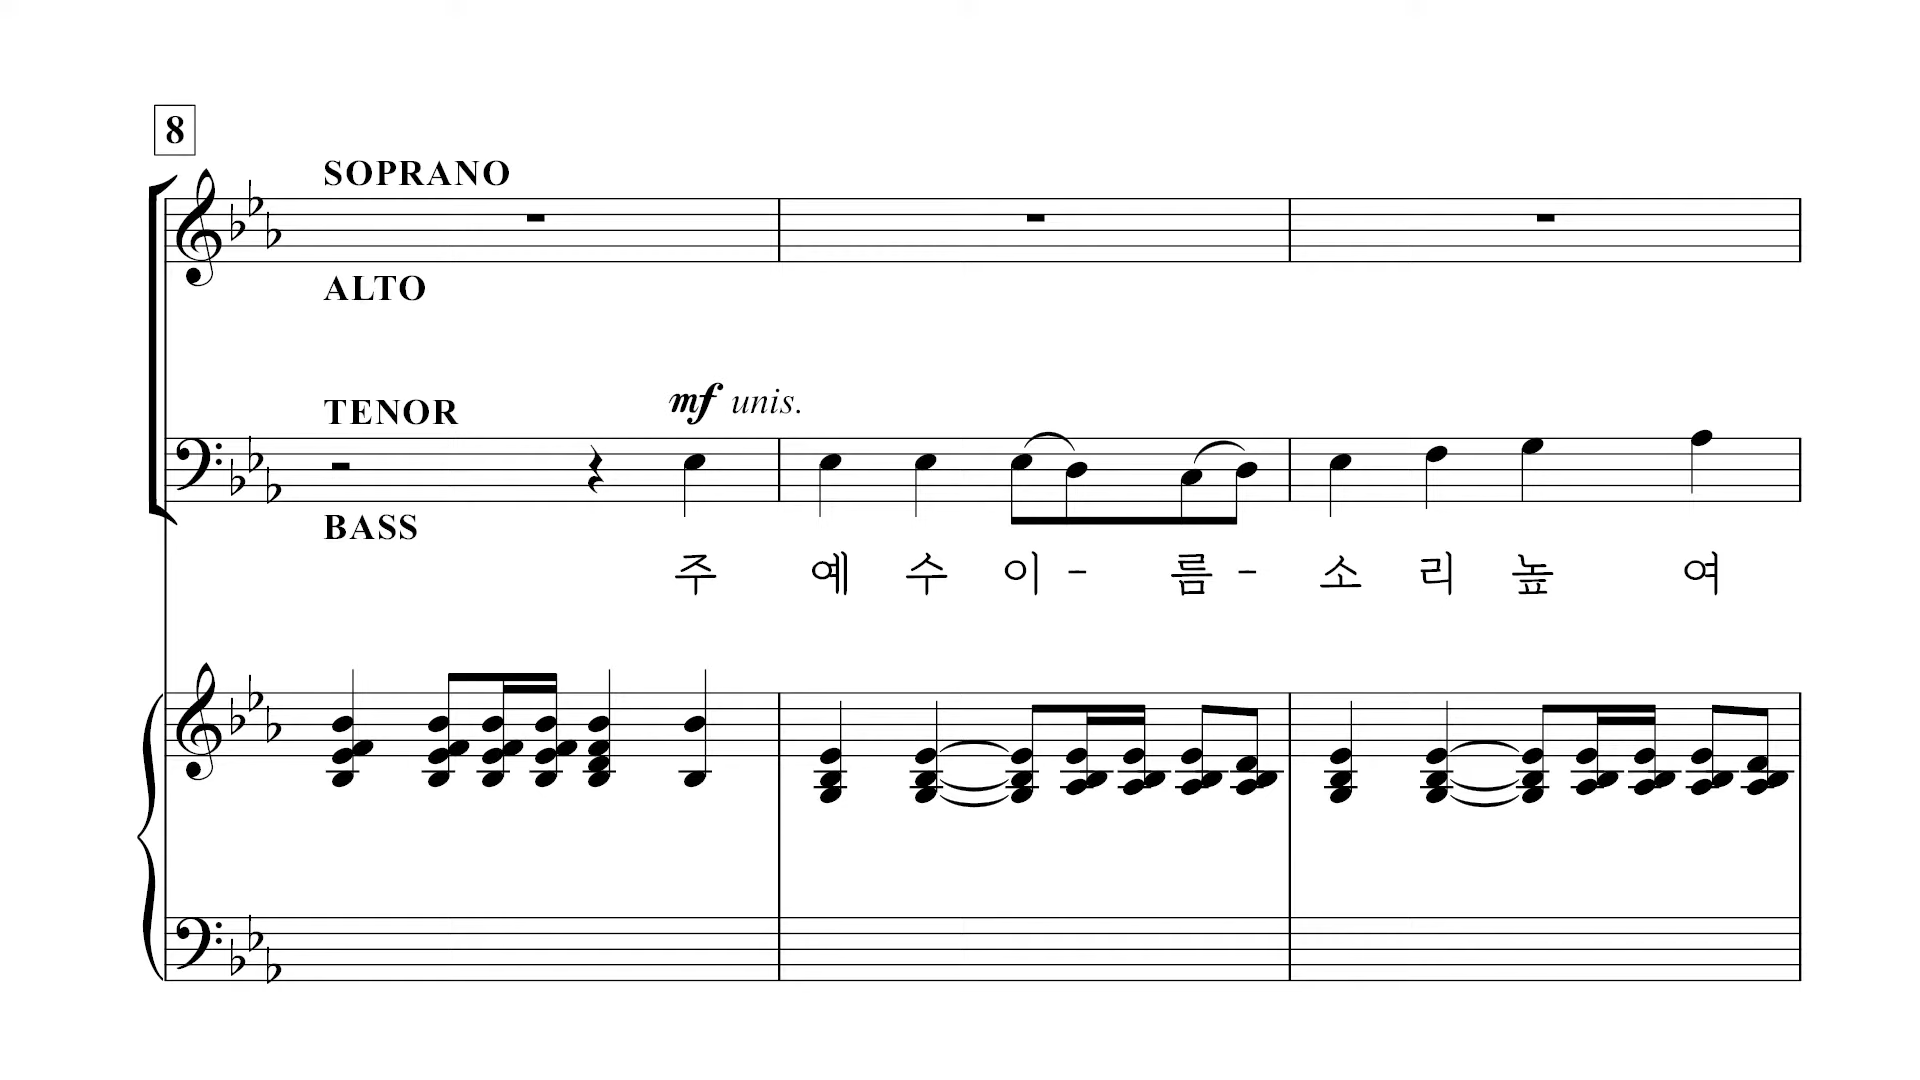 8
SOPRANO
ALTO
TENOR
mf unis.
BASS
주 예 수 이 - 름 - 소 리 높 여